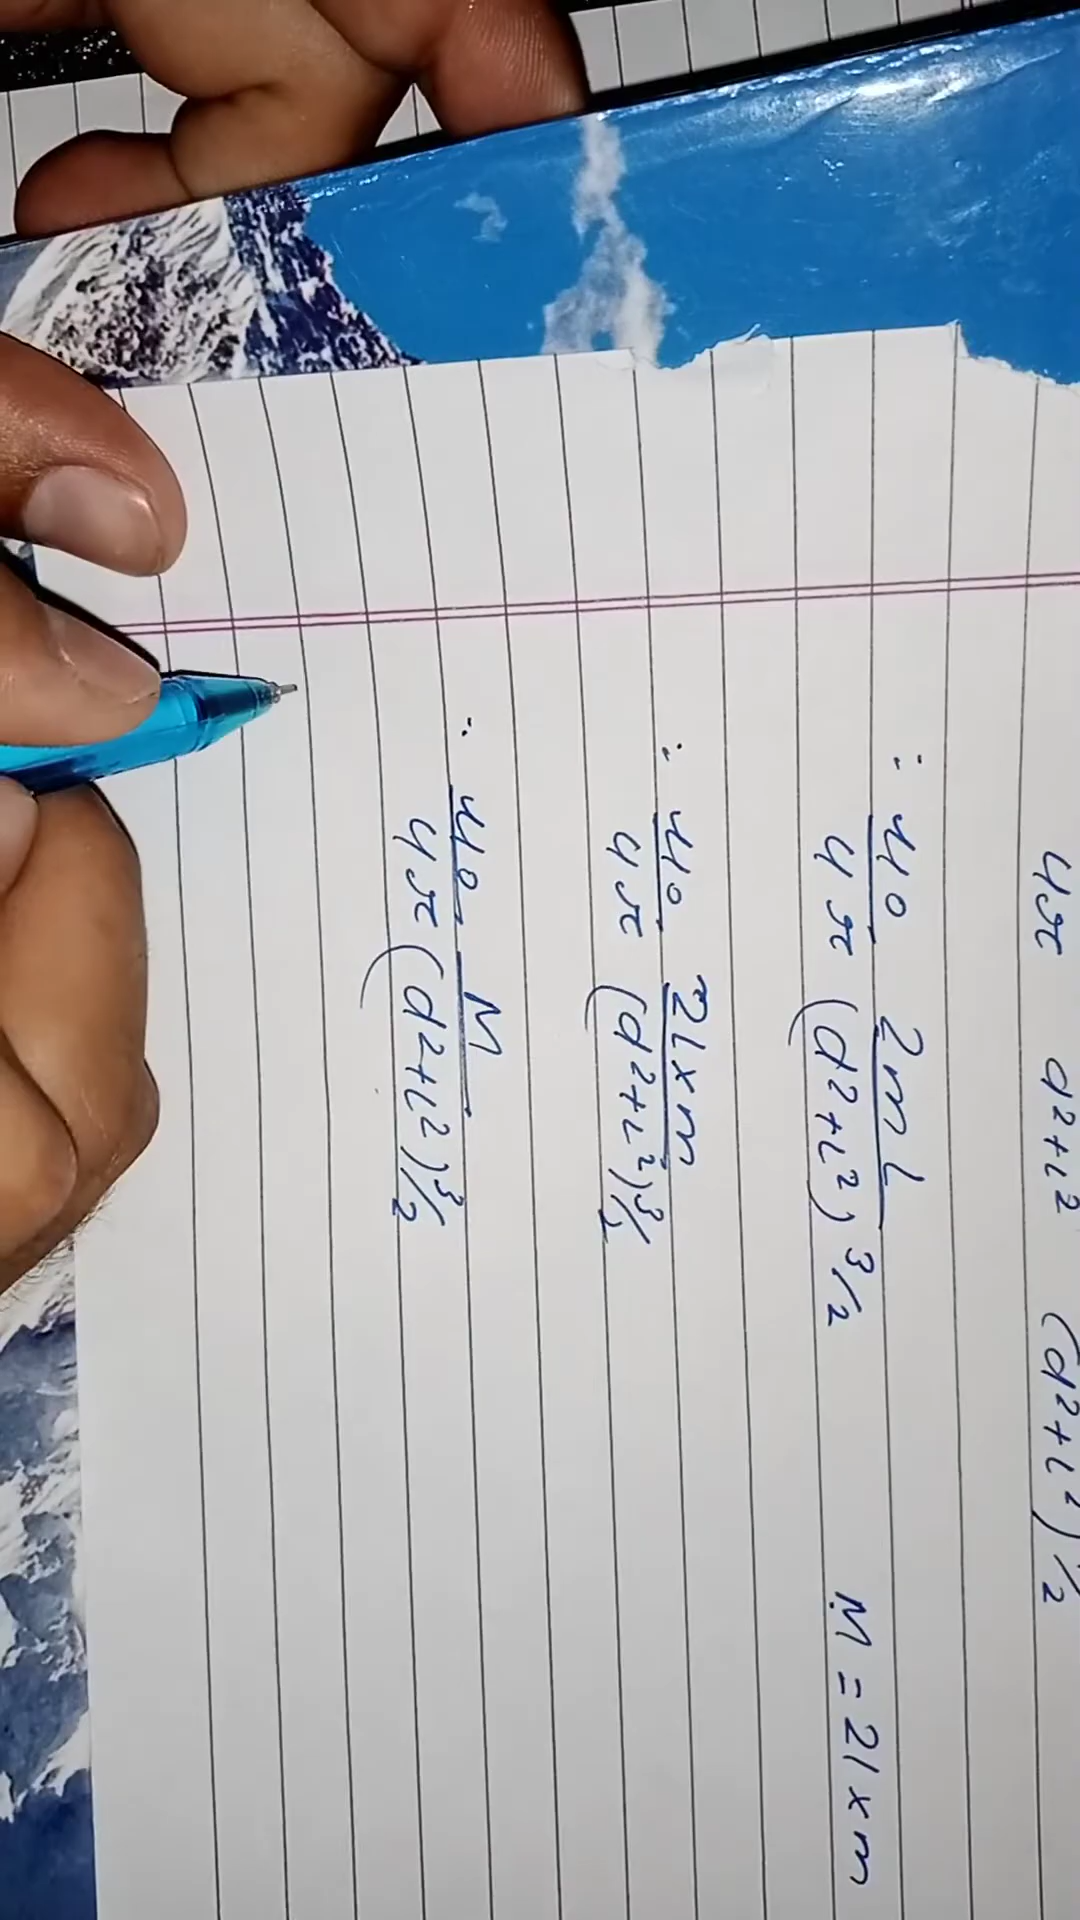 4π d²+l² (d²+l²)½
∴ μ₀/4π 2ml/(d²+l²)^3/2 M = 2l×m
∴ μ₀/4π 2l×m/(d²+l²)^3/2
∴ μ₀/4π M/(d²+l²)^3/2